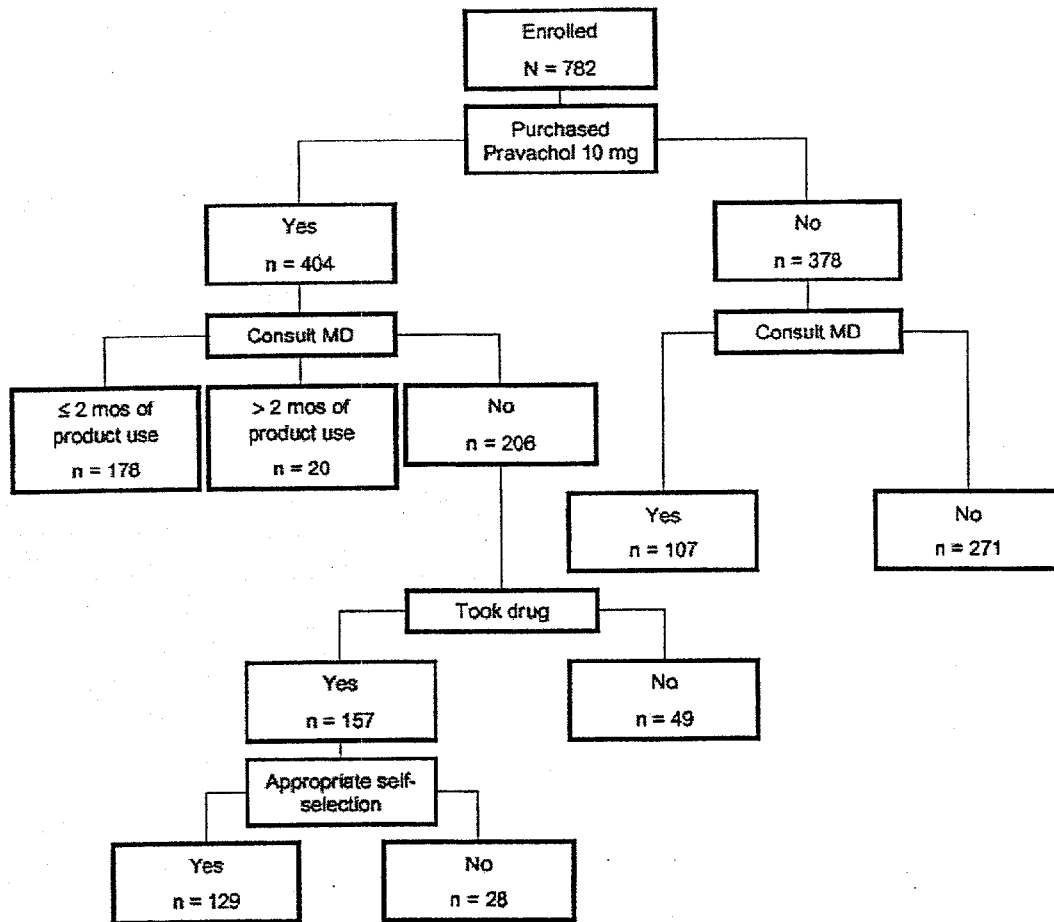 Enrolled
N = 782
Purchased
Pravachol 10 mg
Yes
n = 404
No
n = 378
Consult MD
Consult MD
≤ 2 mos of
product use
n = 178
> 2 mos of
product use
n = 20
No
n = 206
Yes
n = 107
No
n = 271
Took drug
Yes
n = 157
No
n = 49
Appropriate self-
selection
Yes
n = 129
No
n = 28